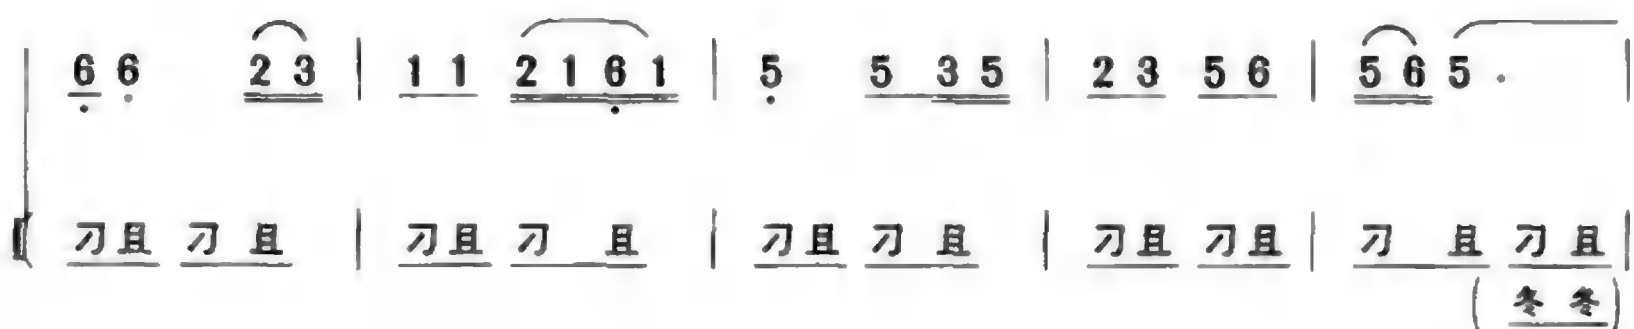 6 6 2 3 | 1 1 2 1 6 1 | 5 5 3 5 | 2 3 5 6 | 5 6 5 · |
刁且 刁 且 | 刁且 刁 且 | 刁且 刁 且 | 刁且 刁且 | 刁 且 刁 且 |
( 冬 冬 )